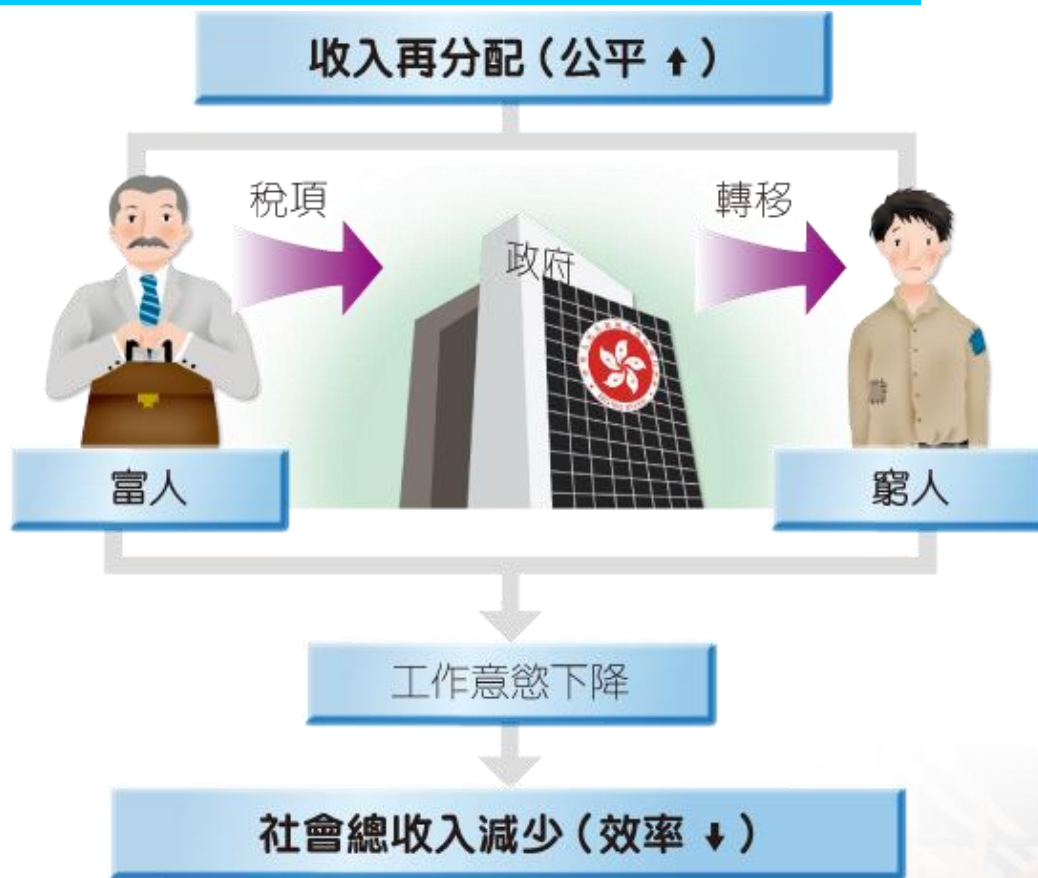 收入再分配（公平 ↑）
稅項
轉移
政府
富人
窮人
工作意慾下降
社會總收入減少（效率 ↓）